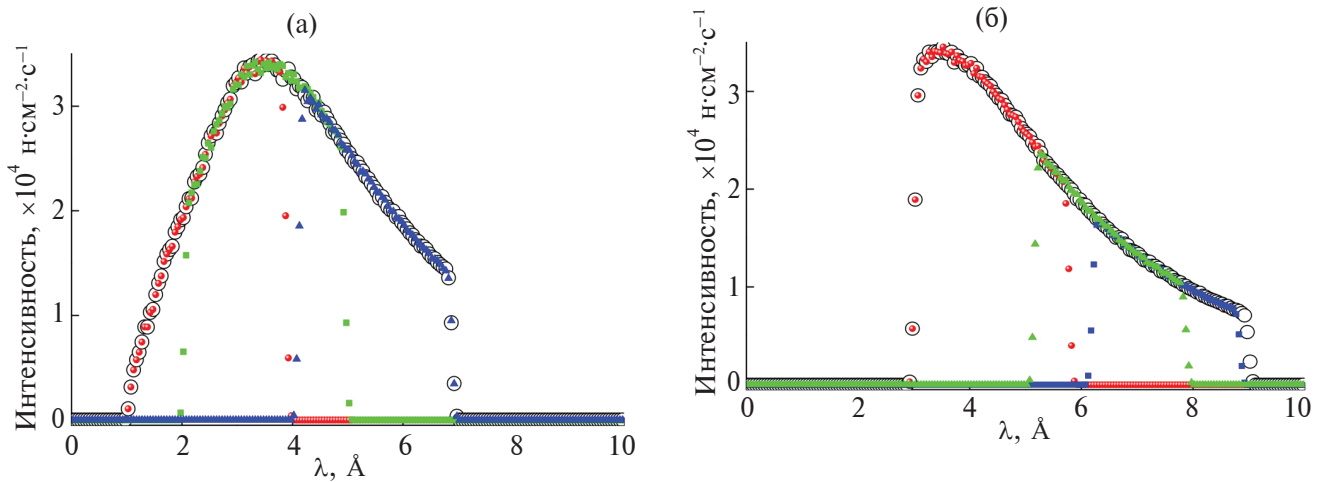 (а)
Интенсивность, ×10⁴ н·см⁻²·с⁻¹
3
2
1
0
0 2 4 6 8 10
λ, Å
(б)
Интенсивность, ×10⁴ н·см⁻²·с⁻¹
3
2
1
0
0 2 4 6 8 10
λ, Å